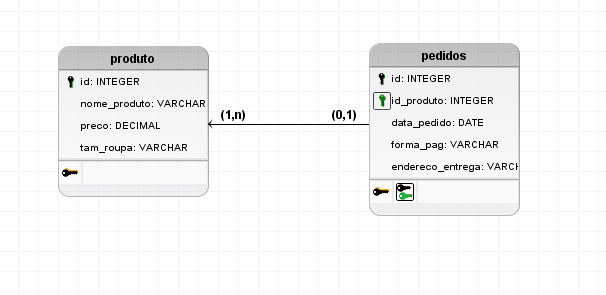 produto
id: INTEGER
nome_produto: VARCHAR
preco: DECIMAL
tam_roupa: VARCHAR
(1,n)
(0,1)
pedidos
id: INTEGER
id_produto: INTEGER
data_pedido: DATE
forma_pag: VARCHAR
endereco_entrega: VARCH